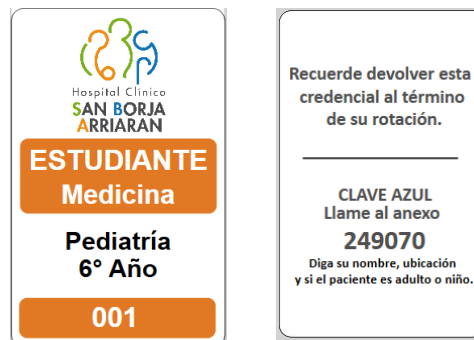 Hospital Clínico
SAN BORJA
ARRIARAN
ESTUDIANTE
Medicina
Pediatría
6° Año
001
Recuerde devolver esta
credencial al término
de su rotación.
CLAVE AZUL
Llame al anexo
249070
Diga su nombre, ubicación
y si el paciente es adulto o niño.